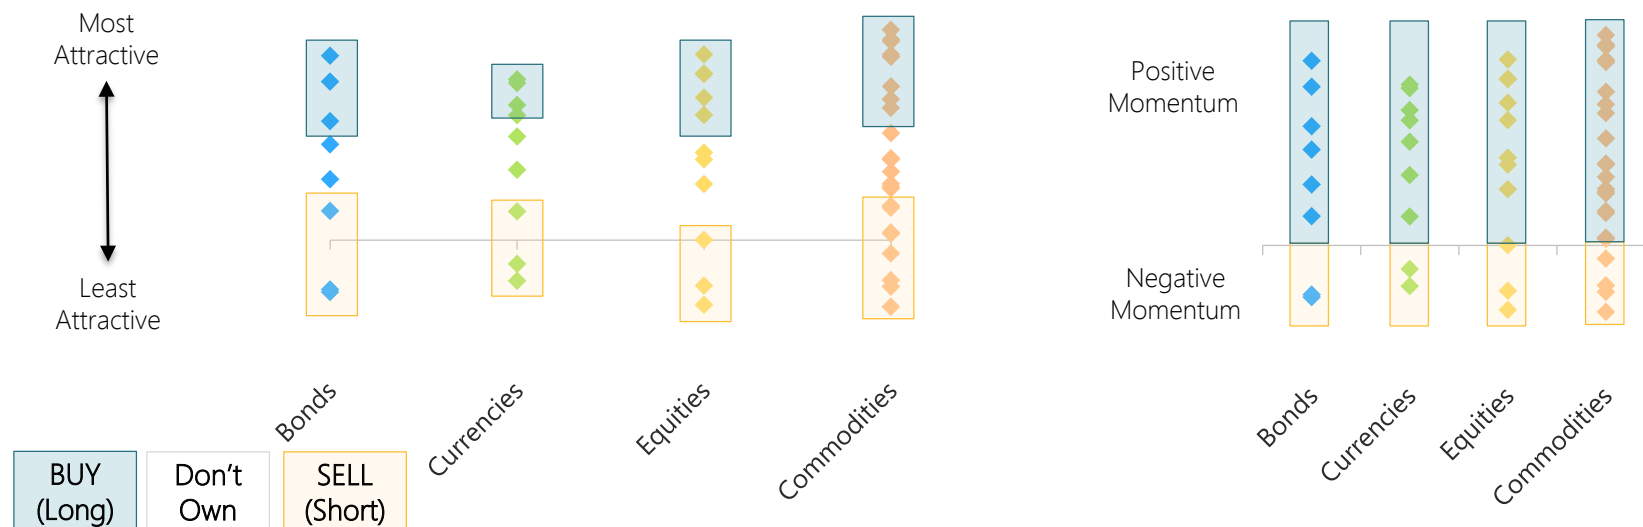 Most
Attractive
Least
Attractive
Bonds
Currencies
Equities
Commodities
BUY
(Long)
Don't
Own
SELL
(Short)
Positive
Momentum
Negative
Momentum
Bonds
Currencies
Equities
Commodities